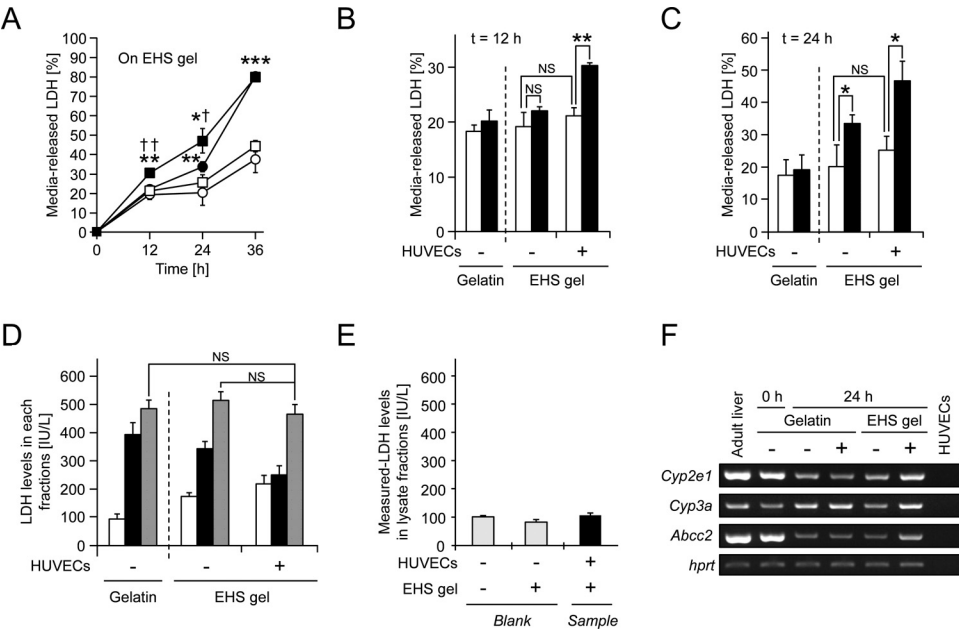 A
Media-released LDH [%]
100
90
80
70
60
50
40
30
20
10
0
On EHS gel
***
††
**
*†
**
0 12 24 36
Time [h]
B
Media-released LDH [%]
30
20
10
0
t = 12 h
**
NS
NS
HUVECs - - +
Gelatin EHS gel
C
Media-released LDH [%]
60
50
40
30
20
10
0
t = 24 h
*
NS
*
HUVECs - - +
Gelatin EHS gel
D
LDH levels in each
fractions [IU/L]
600
500
400
300
200
100
0
NS
NS
HUVECs - - +
Gelatin EHS gel
E
Measured-LDH levels
in lysate fractions [IU/L]
600
500
400
300
200
100
0
HUVECs - - +
EHS gel - + +
Blank Sample
F
Adult liver
0 h 24 h
Gelatin EHS gel
HUVECs
- - + - +
Cyp2e1
Cyp3a
Abcc2
hprt